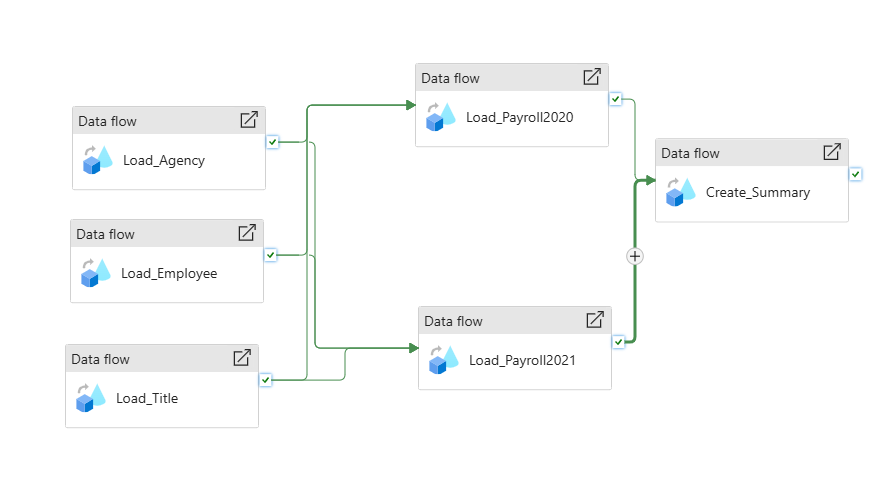 Data flow
Load_Agency
Data flow
Load_Employee
Data flow
Load_Title
Data flow
Load_Payroll2020
Data flow
Load_Payroll2021
Data flow
Create_Summary